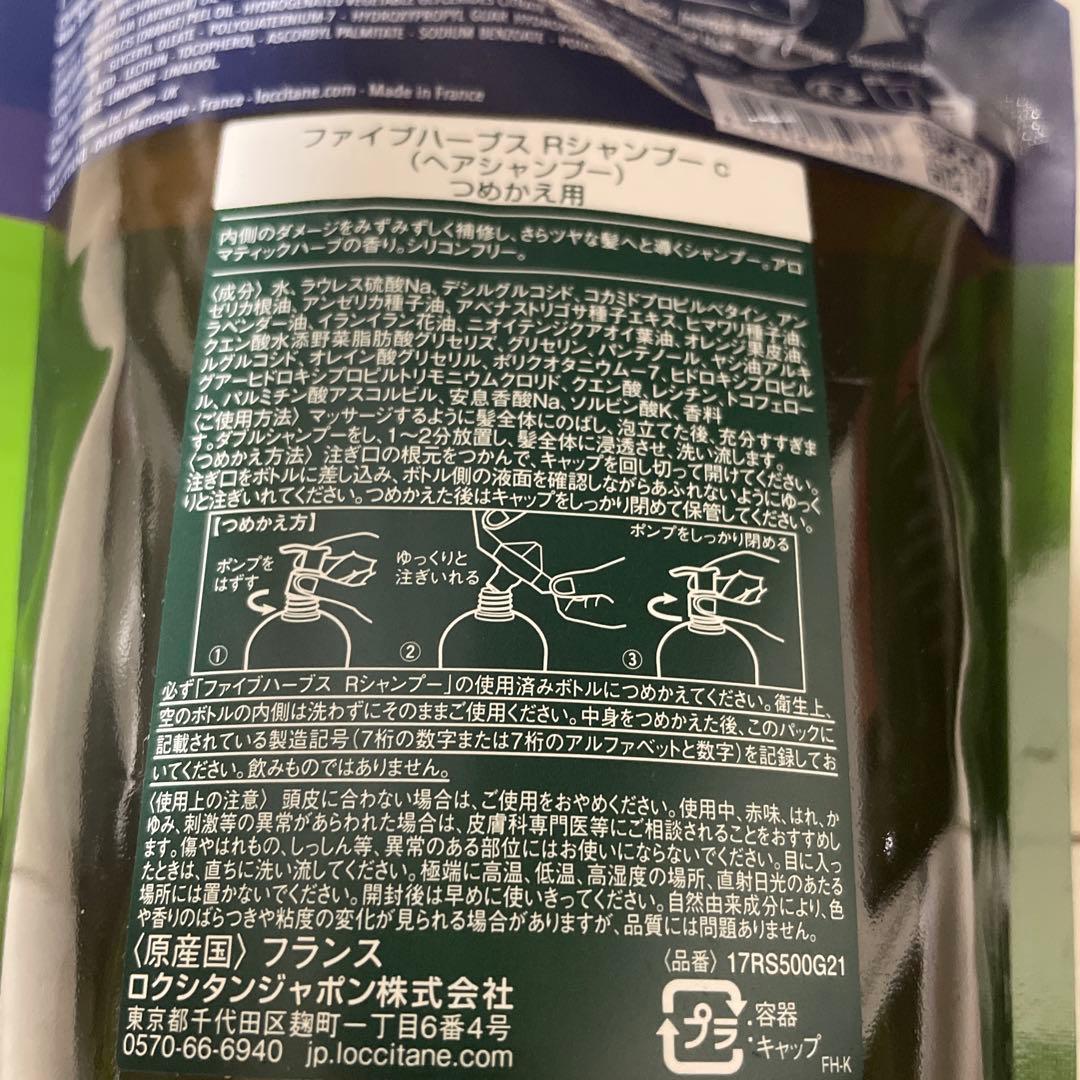 HYDROGENATED VEGETABLE GLYCERIDES
(LAVENDER) OIL
(ORANGE) PEEL OIL - POLYQUATERNIUM-7 - HYDROXYPROPYL GUAR
GLYCERYL OLEATE - TOCOPHEROL - ASCORBYL PALMITATE - SODIUM BENZOATE
ACID - LECITHIN
LIMONENE - LINALOOL
Manosque - France - loccitane.com - Made in France
ファイブハーブス Rシャンプー C
(ヘアシャンプー)
つめかえ用
内側のダメージをみずみずしく補修し、さらツヤな髪へと導くシャンプー。アロ
マティックハーブの香り。シリコンフリー。
〈成分〉水、ラウレス硫酸Na、デシルグルコシド、コカミドプロピルベタイン、アン
ゼリカ根油、アンゼリカ種子油、アベナストリゴサ種子エキス、ヒマワリ種子油、
ラベンダー油、イランイラン花油、ニオイテンジクアオイ葉油、オレンジ果皮油、
クエン酸水添野菜脂肪酸グリセリズ、グリセリン、パンテノール、ヤシ油アルキ
ルグルコシド、オレイン酸グリセリル、ポリクオタニウムー7、ヒドロキシプロピル
グアーヒドロキシプロピルトリモニウムクロリド、クエン酸、レシチン、トコフェロー
ル、パルミチン酸アスコルビル、安息香酸Na、ソルビン酸K、香料
〈ご使用方法〉マッサージするように髪全体にのばし、泡立てた後、充分すすぎま
す。ダブルシャンプーをし、1～2分放置し、髪全体に浸透させ、洗い流します。
〈つめかえ方法〉注ぎ口の根元をつかんで、キャップを回し切って開けてください。
注ぎ口をボトルに差し込み、ボトル側の液面を確認しながらあふれないようにゆっく
りと注ぎいれてください。つめかえた後はキャップをしっかり閉めて保管してください。
【つめかえ方】
ポンプを
はずす
①
ゆっくりと
注ぎいれる
②
ポンプをしっかり閉める
③
必ず「ファイブハーブス Rシャンプー」の使用済みボトルにつめかえてください。衛生上、
空のボトルの内側は洗わずにそのままご使用ください。中身をつめかえた後、このパックに
記載されている製造記号(7桁の数字または7桁のアルファベットと数字)を記録してお
いてください。飲みものではありません。
〈使用上の注意〉頭皮に合わない場合は、ご使用をおやめください。使用中、赤味、はれ、か
ゆみ、刺激等の異常があらわれた場合は、皮膚科専門医等にご相談されることをおすすめし
ます。傷やはれもの、しっしん等、異常のある部位にはお使いにならないでください。目に入っ
たときは、直ちに洗い流してください。極端に高温、低温、高湿度の場所、直射日光のあたる
場所には置かないでください。開封後は早めに使いきってください。自然由来成分により、色
や香りのばらつきや粘度の変化が見られる場合がありますが、品質には問題ありません。
〈原産国〉フランス
〈品番〉17RS500G21
ロクシタンジャポン株式会社
東京都千代田区麹町一丁目6番4号
0570-66-6940 jp.loccitane.com
プラ
:容器
・キャップ
FH-K